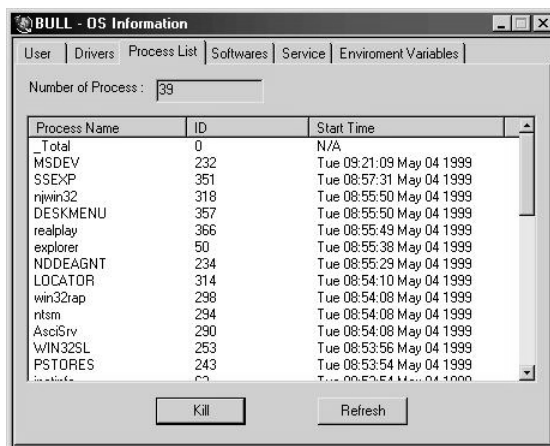 BULL - OS Information
User Drivers Process List Softwares Service Enviroment Variables
Number of Process : 39
Process Name ID Start Time
_Total 0 N/A
MSDEV 232 Tue 09:21:09 May 04 1999
SSEXP 351 Tue 08:57:31 May 04 1999
njwin32 318 Tue 08:55:50 May 04 1999
DESKMENU 357 Tue 08:55:50 May 04 1999
realplay 366 Tue 08:55:49 May 04 1999
explorer 50 Tue 08:55:38 May 04 1999
NDDEAGNT 234 Tue 08:55:29 May 04 1999
LOCATOR 314 Tue 08:54:10 May 04 1999
win32rap 298 Tue 08:54:08 May 04 1999
ntsm 294 Tue 08:54:08 May 04 1999
AsciSrv 290 Tue 08:54:08 May 04 1999
WIN32SL 253 Tue 08:53:56 May 04 1999
PSTORES 243 Tue 08:53:54 May 04 1999
Kill Refresh